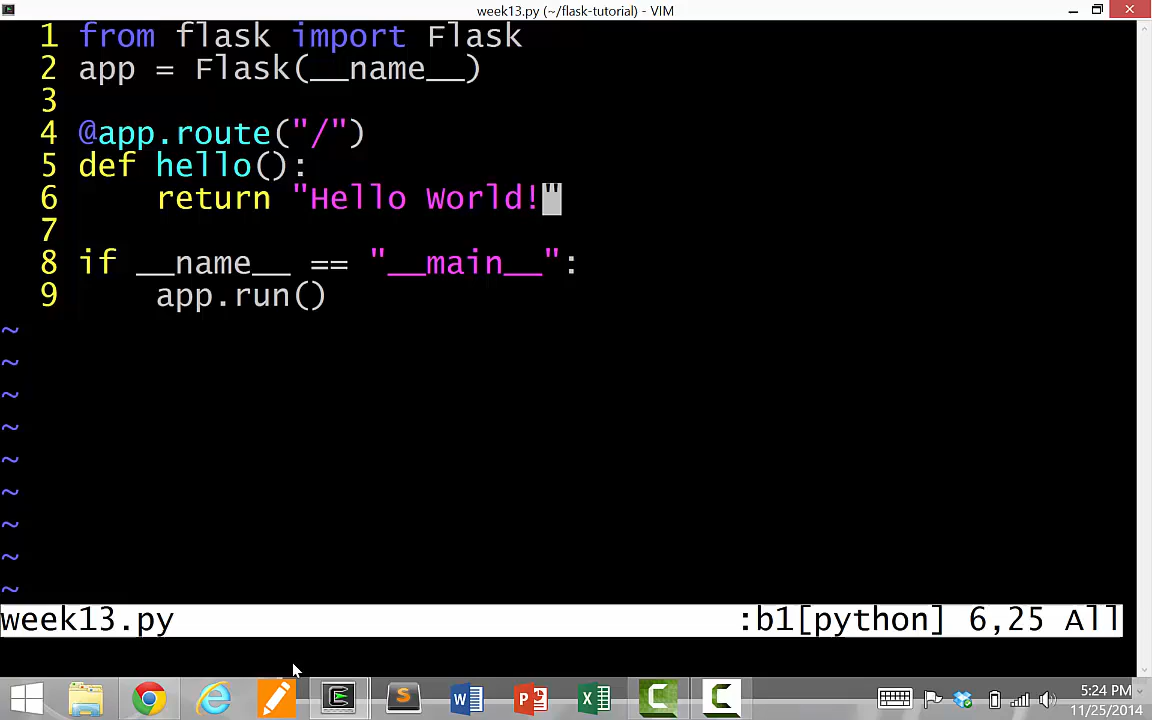 week13.py (~/flask-tutorial) - VIM
1 from flask import Flask
2 app = Flask(__name__)
3
4 @app.route("/")
5 def hello():
6     return "Hello World!"
7
8 if __name__ == "__main__":
9     app.run()
~
~
~
~
~
~
~
~
~
week13.py :b1[python] 6,25 All
5:24 PM
11/25/2014